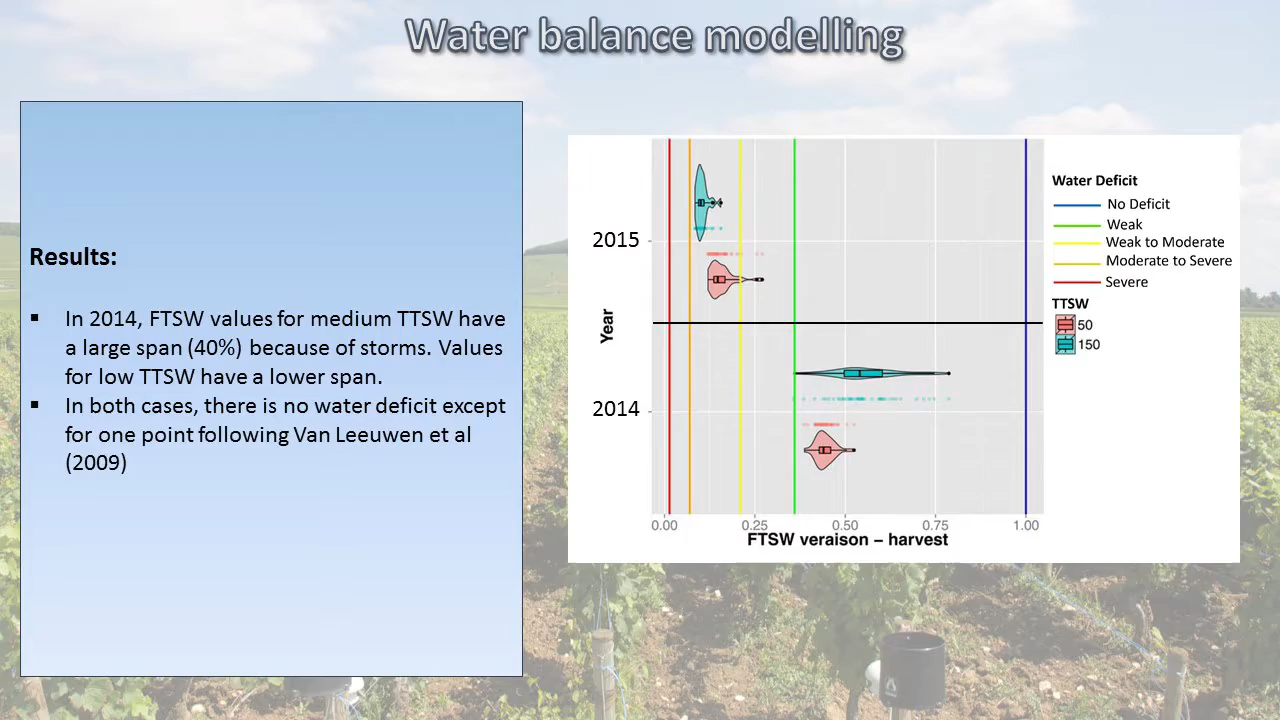 Water balance modelling
Results:
▪ In 2014, FTSW values for medium TTSW have
a large span (40%) because of storms. Values
for low TTSW have a lower span.
▪ In both cases, there is no water deficit except
for one point following Van Leeuwen et al
(2009)
2015
Year
2014
0.00 0.25 0.50 0.75 1.00
FTSW veraison – harvest
Water Deficit
No Deficit
Weak
Weak to Moderate
Moderate to Severe
Severe
TTSW
50
150